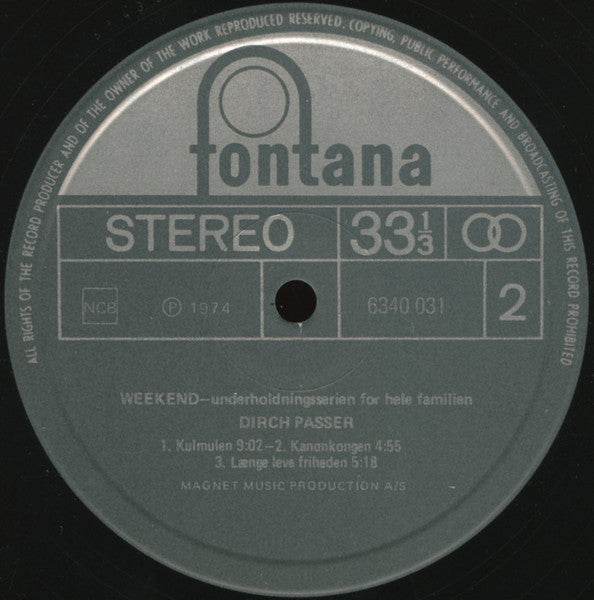 ALL RIGHTS OF THE RECORD PRODUCER AND OF THE OWNER OF THE WORK REPRODUCED RESERVED. COPYING, PUBLIC PERFORMANCE AND BROADCASTING OF THIS RECORD PROHIBITED
fontana
STEREO 33 1/3
NCB Ⓟ 1974 6340 031 2
WEEKEND—underholdningsserien for hele familien
DIRCH PASSER
1. Kulmulen 9:02—2. Kanonkongen 4:55
3. Længe leve friheden 5:18
MAGNET MUSIC PRODUCTION A/S